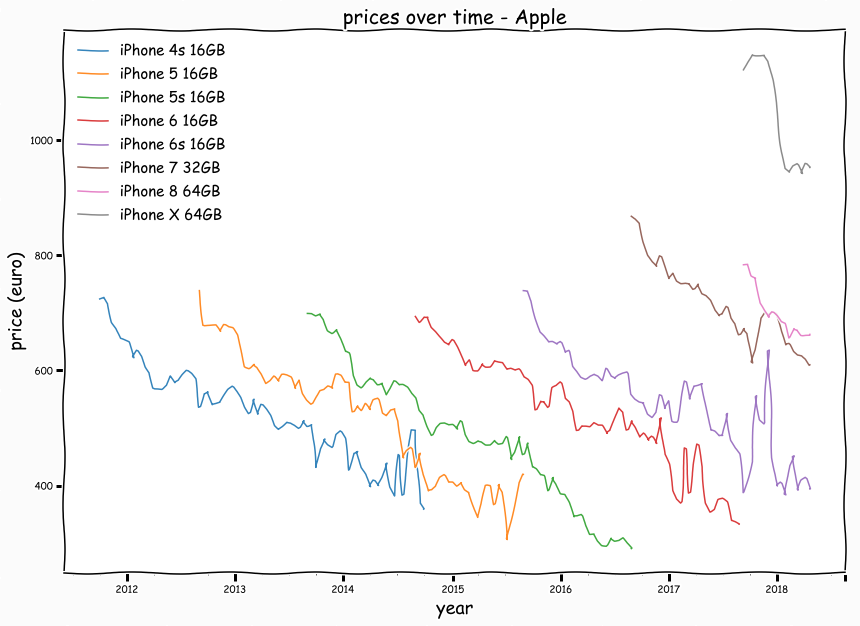 prices over time - Apple
iPhone 4s 16GB
iPhone 5 16GB
iPhone 5s 16GB
iPhone 6 16GB
iPhone 6s 16GB
iPhone 7 32GB
iPhone 8 64GB
iPhone X 64GB
1000
800
600
400
price (euro)
2012 2013 2014 2015 2016 2017 2018
year